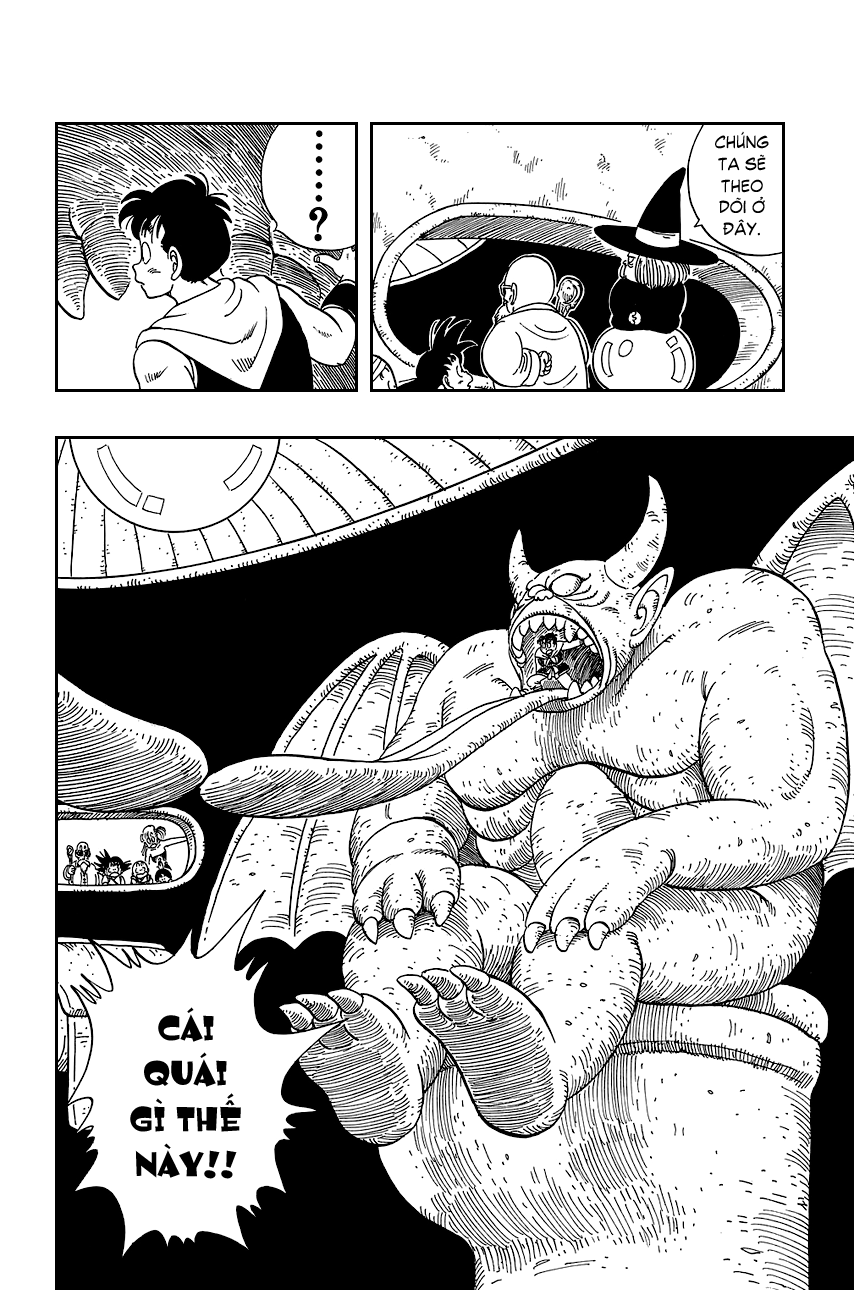 CHÚNG
TA SẼ
THEO
DÕI Ở
ĐÂY.
......?
CÁI
QUÁI
GÌ THẾ
NÀY!!